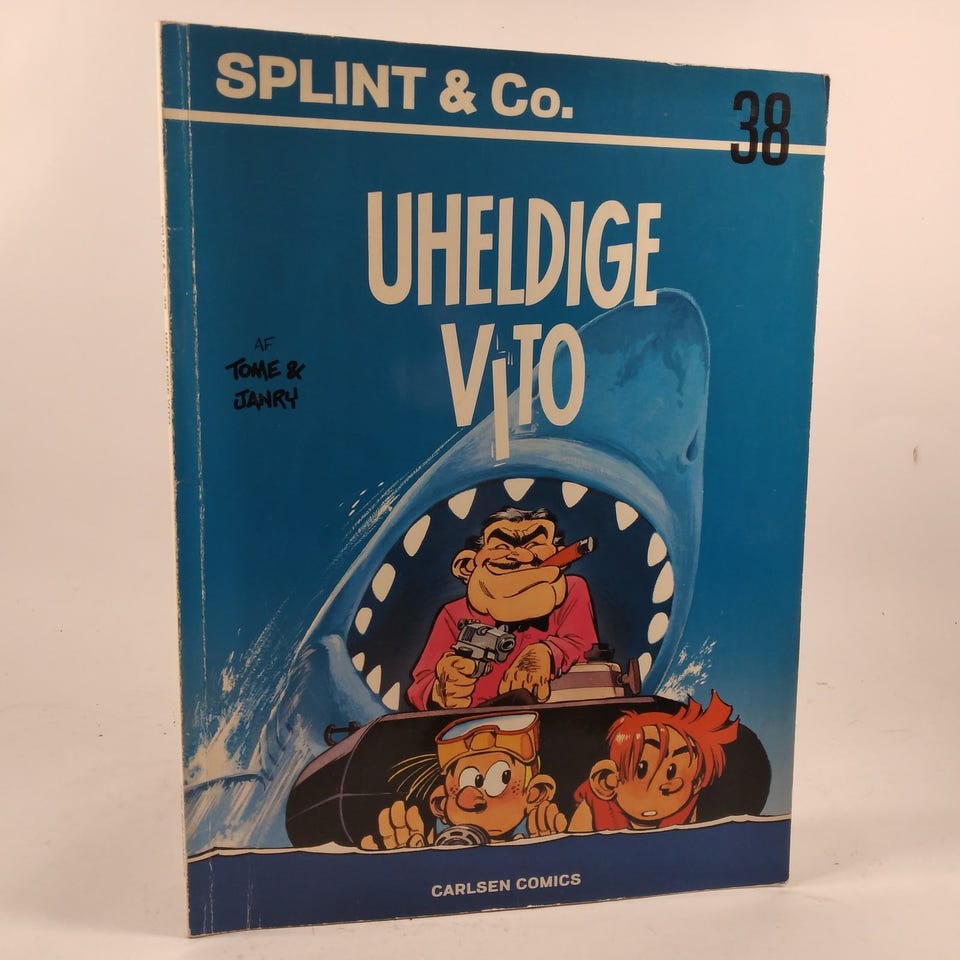 SPLINT & Co.
38
UHELDIGE
VITO
AF
TOME &
JANRY
CARLSEN COMICS